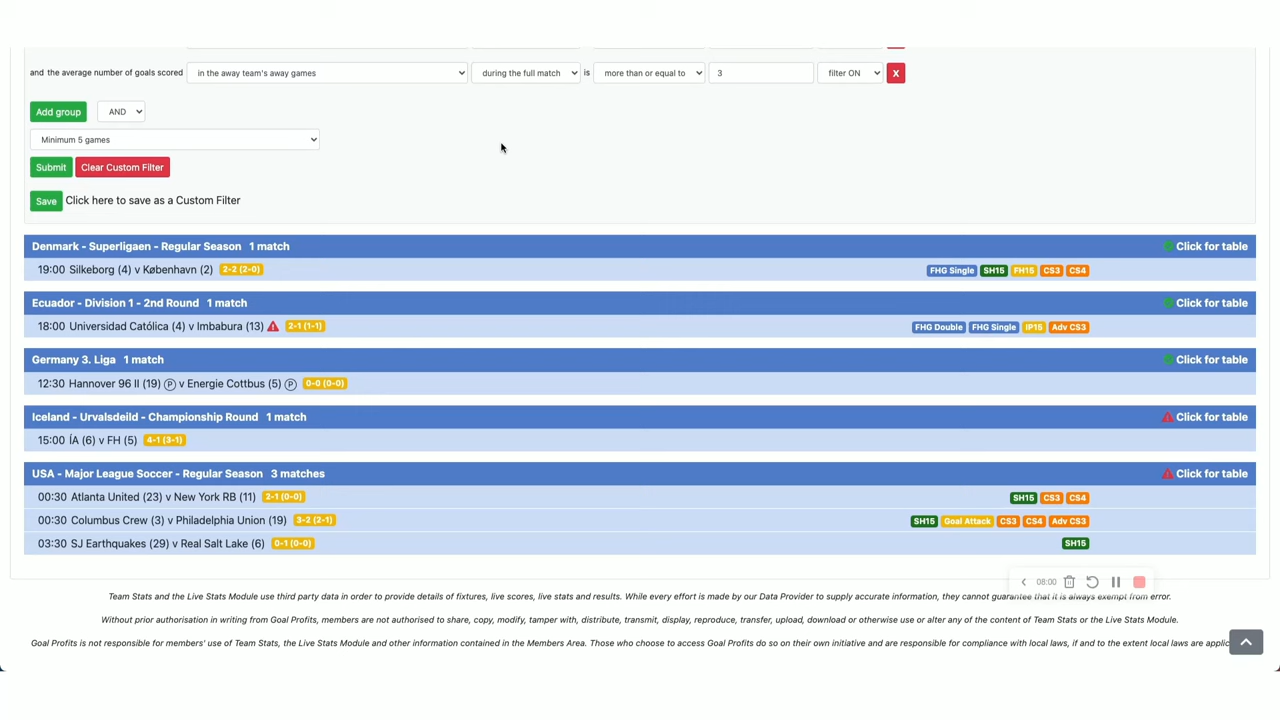 and the average number of goals scored in the away team's away games during the full match is more than or equal to 3 filter ON X
Add group AND
Minimum 5 games
Submit Clear Custom Filter
Save Click here to save as a Custom Filter
Denmark - Superligaen - Regular Season 1 match Click for table
19:00 Silkeborg (4) v København (2) 2-2 (2-0) FHG Single SH15 FH15 CS3 CS4
Ecuador - Division 1 - 2nd Round 1 match Click for table
18:00 Universidad Católica (4) v Imbabura (13) 2-1 (1-1) FHG Double FHG Single IP15 Adv CS3
Germany 3. Liga 1 match Click for table
12:30 Hannover 96 II (19) P v Energie Cottbus (5) P 0-0 (0-0)
Iceland - Urvalsdeild - Championship Round 1 match Click for table
15:00 ÍA (6) v FH (5) 4-1 (3-1)
USA - Major League Soccer - Regular Season 3 matches Click for table
00:30 Atlanta United (23) v New York RB (11) 2-1 (0-0) SH15 CS3 CS4
00:30 Columbus Crew (3) v Philadelphia Union (19) 3-2 (2-1) SH15 Goal Attack CS3 CS4 Adv CS3
03:30 SJ Earthquakes (29) v Real Salt Lake (6) 0-1 (0-0) SH15
08:00
Team Stats and the Live Stats Module use third party data in order to provide details of fixtures, live scores, live stats and results. While every effort is made by our Data Provider to supply accurate information, they cannot guarantee that it is always exempt from error.
Without prior authorisation in writing from Goal Profits, members are not authorised to share, copy, modify, tamper with, distribute, transmit, display, reproduce, transfer, upload, download or otherwise use or alter any of the content of Team Stats or the Live Stats Module.
Goal Profits is not responsible for members' use of Team Stats, the Live Stats Module and other information contained in the Members Area. Those who choose to access Goal Profits do so on their own initiative and are responsible for compliance with local laws, if and to the extent local laws are applic